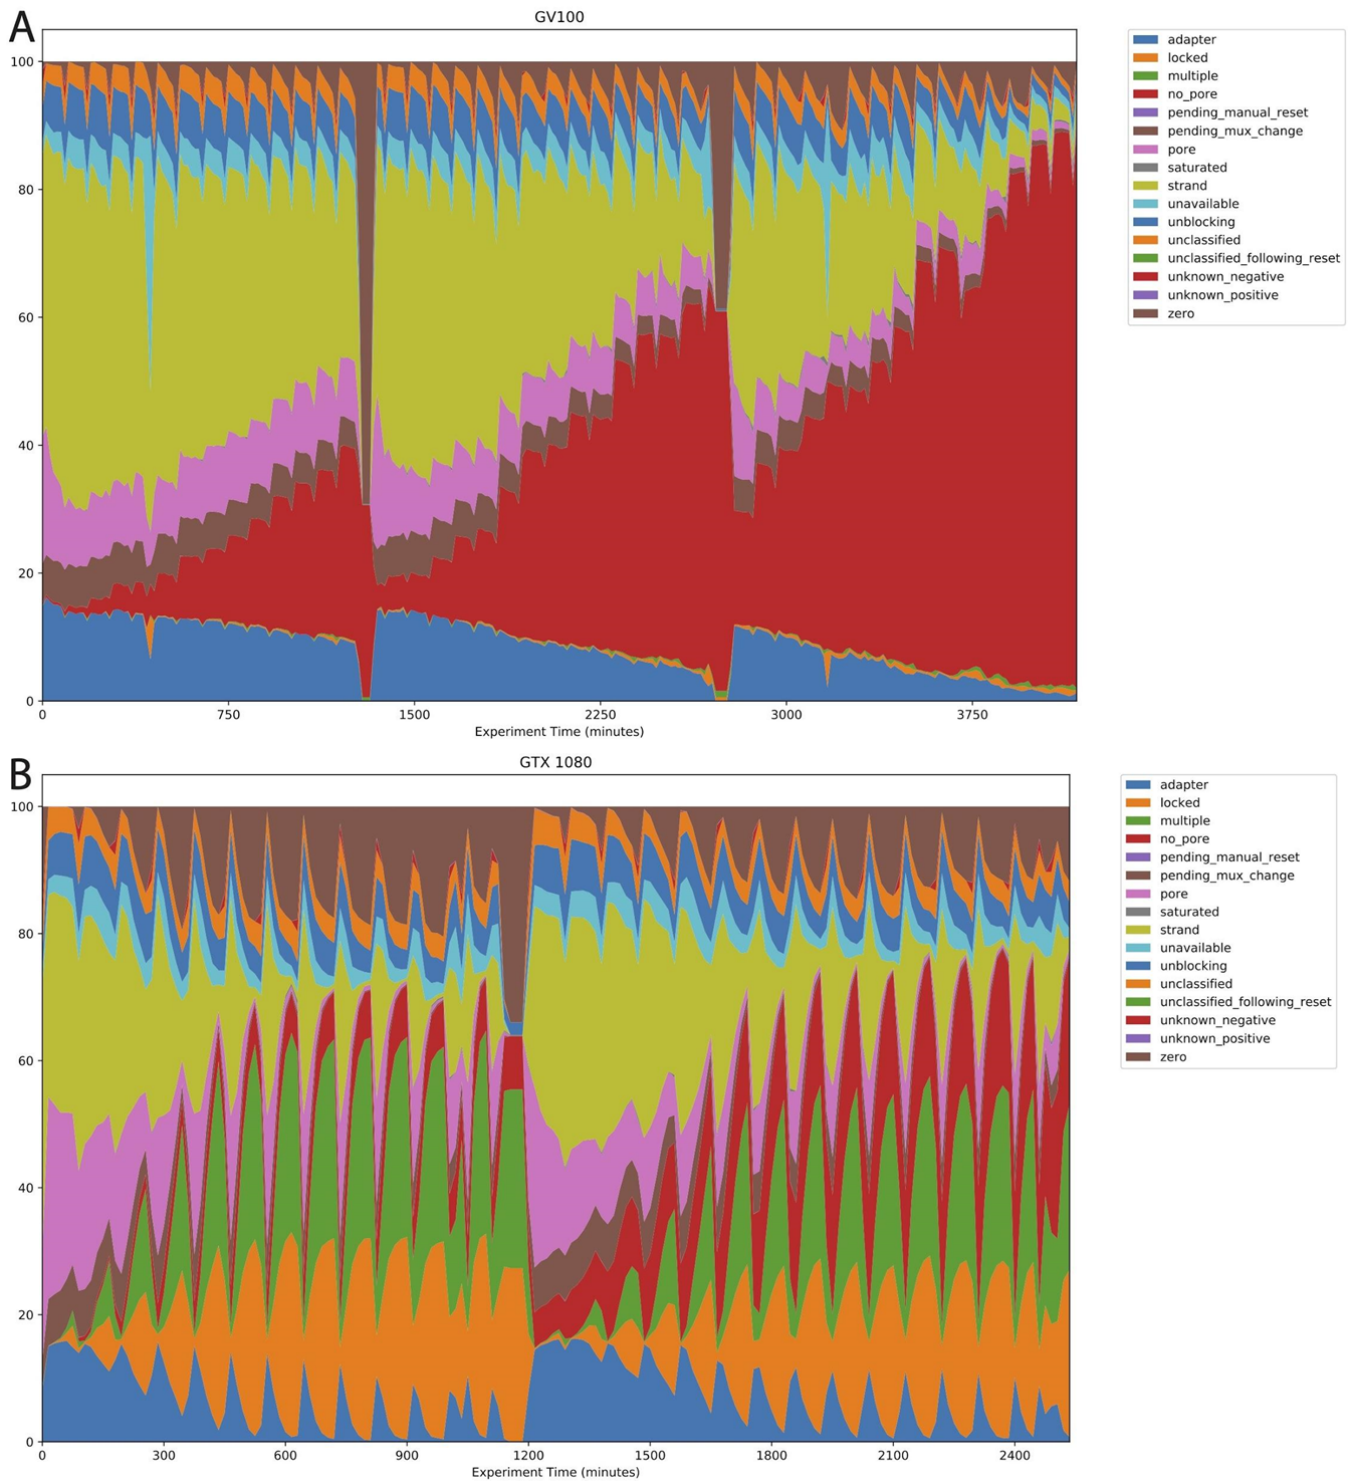 A
GV100
100
80
60
40
20
0
0 750 1500 2250 3000 3750
Experiment Time (minutes)
adapter
locked
multiple
no_pore
pending_manual_reset
pending_mux_change
pore
saturated
strand
unavailable
unblocking
unclassified
unclassified_following_reset
unknown_negative
unknown_positive
zero
B
GTX 1080
100
80
60
40
20
0
0 300 600 900 1200 1500 1800 2100 2400
Experiment Time (minutes)
adapter
locked
multiple
no_pore
pending_manual_reset
pending_mux_change
pore
saturated
strand
unavailable
unblocking
unclassified
unclassified_following_reset
unknown_negative
unknown_positive
zero